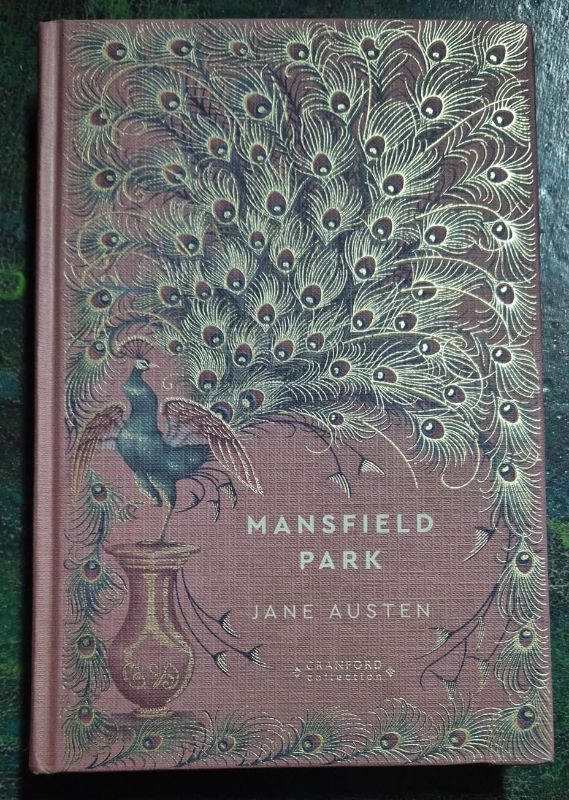 MANSFIELD
PARK
JANE AUSTEN
CRANFORD
collection